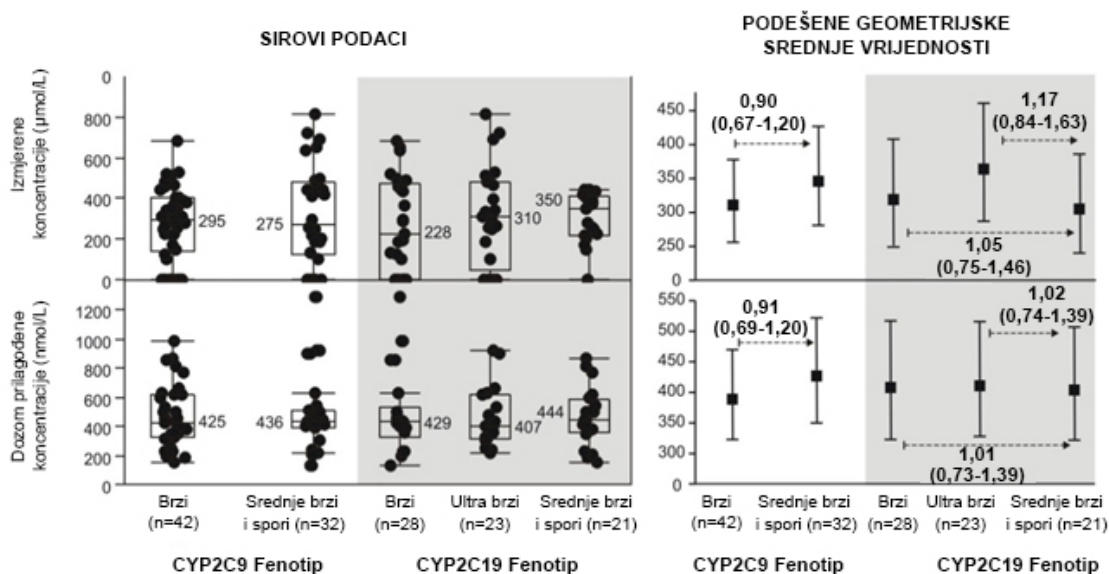 SIROVI PODACI
PODEŠENE GEOMETRIJSKE
SREDNJE VRIJEDNOSTI
Izmjerene
koncentracije (µmol/L)
0
800
600
400
200
0
295
275
228
310
350
Dozom prilagođene
koncentracije (nmol/L)
1200
1000
800
600
400
200
0
425
436
429
407
444
Brzi
(n=42)
Srednje brzi
i spori (n=32)
Brzi
(n=28)
Ultra brzi
(n=23)
Srednje brzi
i spori (n=21)
CYP2C9 Fenotip
CYP2C19 Fenotip
450
400
350
300
250
0
0,90
(0,67-1,20)
1,17
(0,84-1,63)
1,05
(0,75-1,46)
550
500
450
400
350
400
0
0,91
(0,69-1,20)
1,02
(0,74-1,39)
1,01
(0,73-1,39)
Brzi
(n=42)
Srednje brzi
i spori (n=32)
Brzi
(n=28)
Ultra brzi
(n=23)
Srednje brzi
i spori (n=21)
CYP2C9 Fenotip
CYP2C19 Fenotip